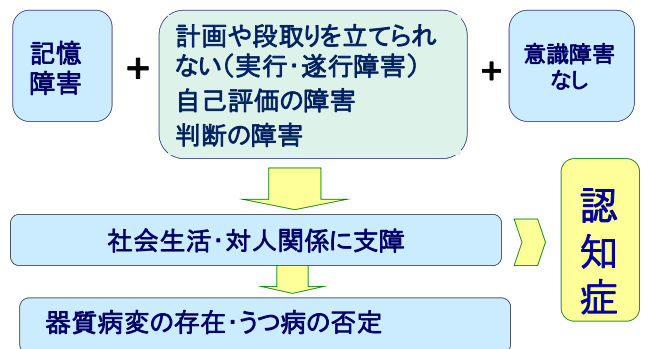 記憶
障害
+
計画や段取りを立てられ
ない(実行・遂行障害)
自己評価の障害
判断の障害
+
意識障害
なし
社会生活・対人関係に支障
認
知
症
器質病変の存在・うつ病の否定